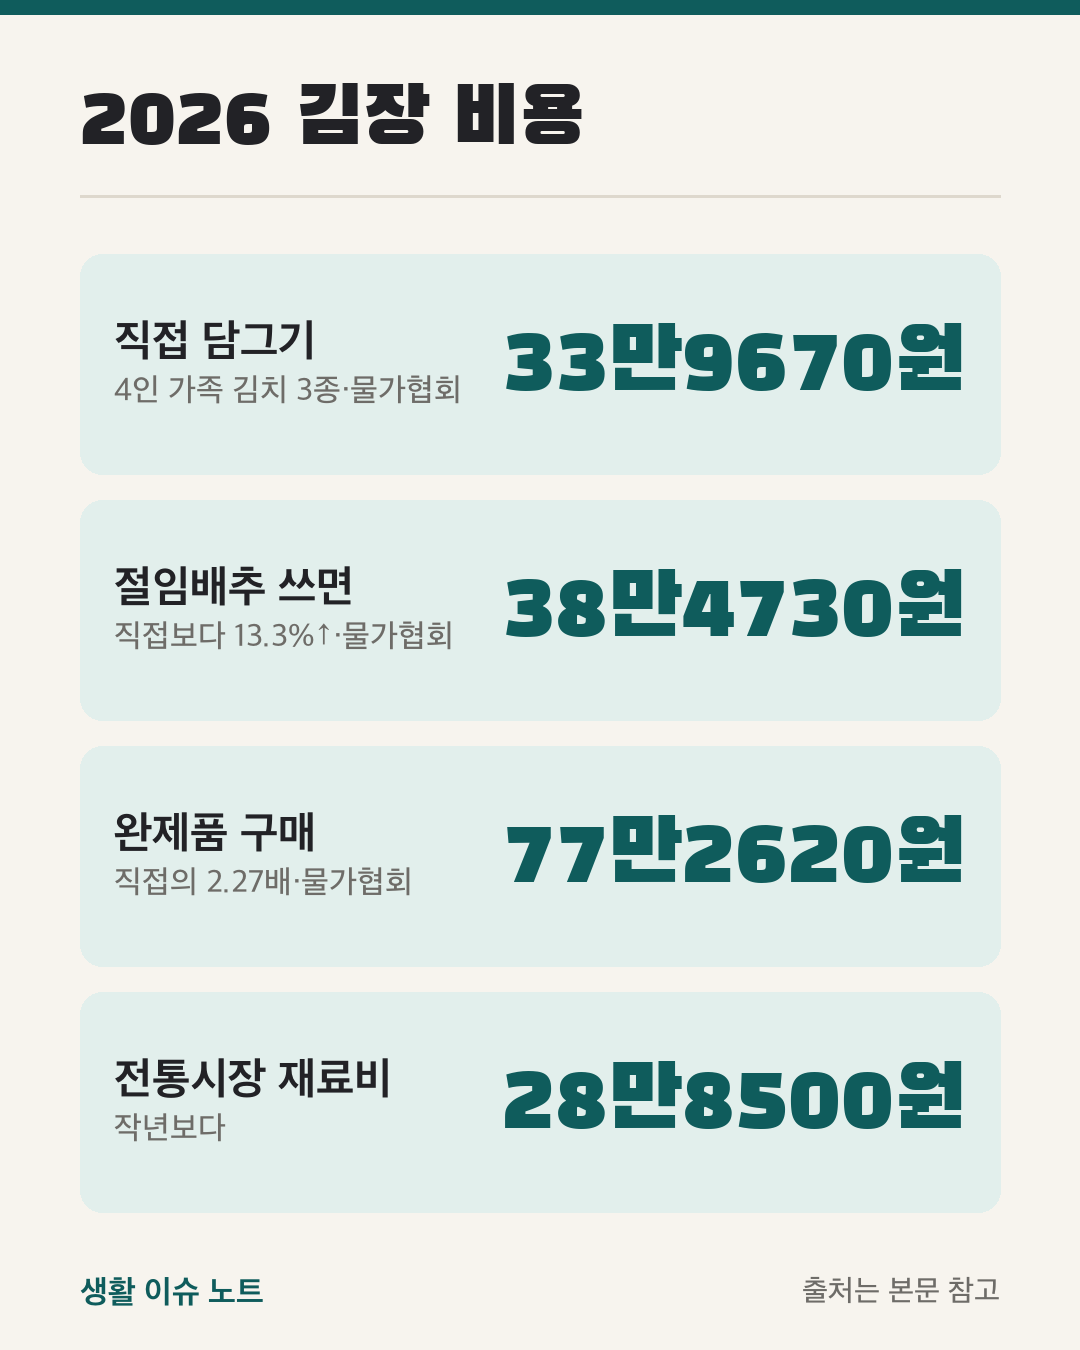 2026 김장 비용
직접 담그기
4인 가족 김치 3종·물가협회
33만9670원
절임배추 쓰면
직접보다 13.3%↑·물가협회
38만4730원
완제품 구매
직접의 2.27배·물가협회
77만2620원
전통시장 재료비
작년보다
28만8500원
생활 이슈 노트
출처는 본문 참고